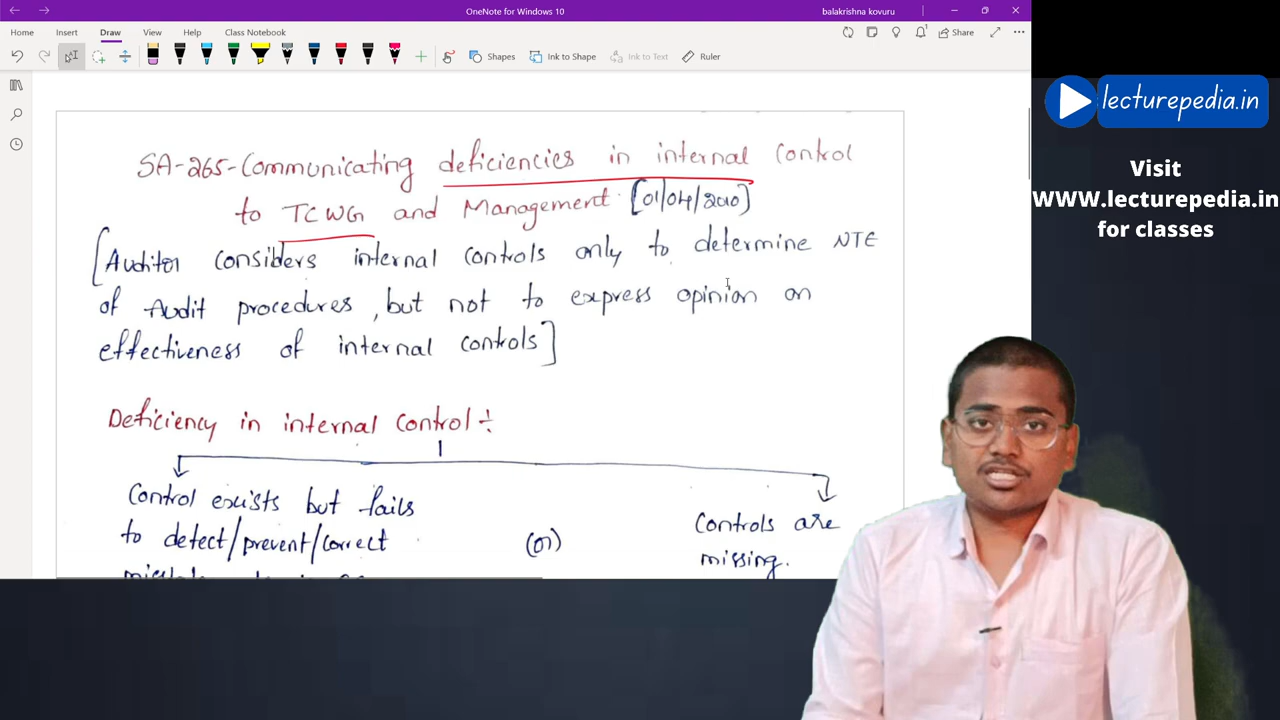 OneNote for Windows 10
balakrishna kovuru
Home Insert Draw View Help Class Notebook
Share
Shapes Ink to Shape Ink to Text Ruler
lecturepedia.in
Visit
WWW.lecturepedia.in
for classes
SA-265-Communicating deficiencies in internal control
to TCWG and Management. [01/04/2010]
[Auditor considers internal controls only to determine NTE
of Audit procedures, but not to express opinion on
effectiveness of internal controls]
Deficiency in internal control÷
Control exists but fails
to detect/prevent/correct
(or)
Controls are
missing.